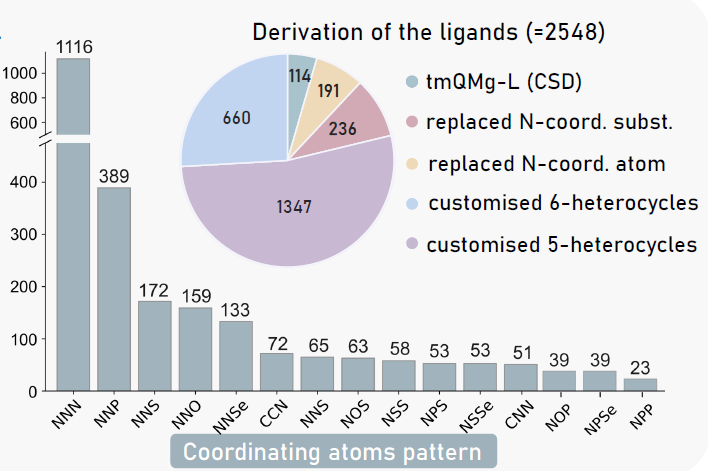 Derivation of the ligands (=2548)
114
191
236
660
1347
tmQMg-L (CSD)
replaced N-coord. subst.
replaced N-coord. atom
customised 6-heterocycles
customised 5-heterocycles
1000
800
600
400
300
200
100
0
1116
389
172
159
133
72
65
63
58
53
53
51
39
39
23
NNN
NNP
NNS
NNO
NNSe
CCN
NNS
NOS
NSS
NPS
NSSe
CNN
NOP
NPSe
NPP
Coordinating atoms pattern